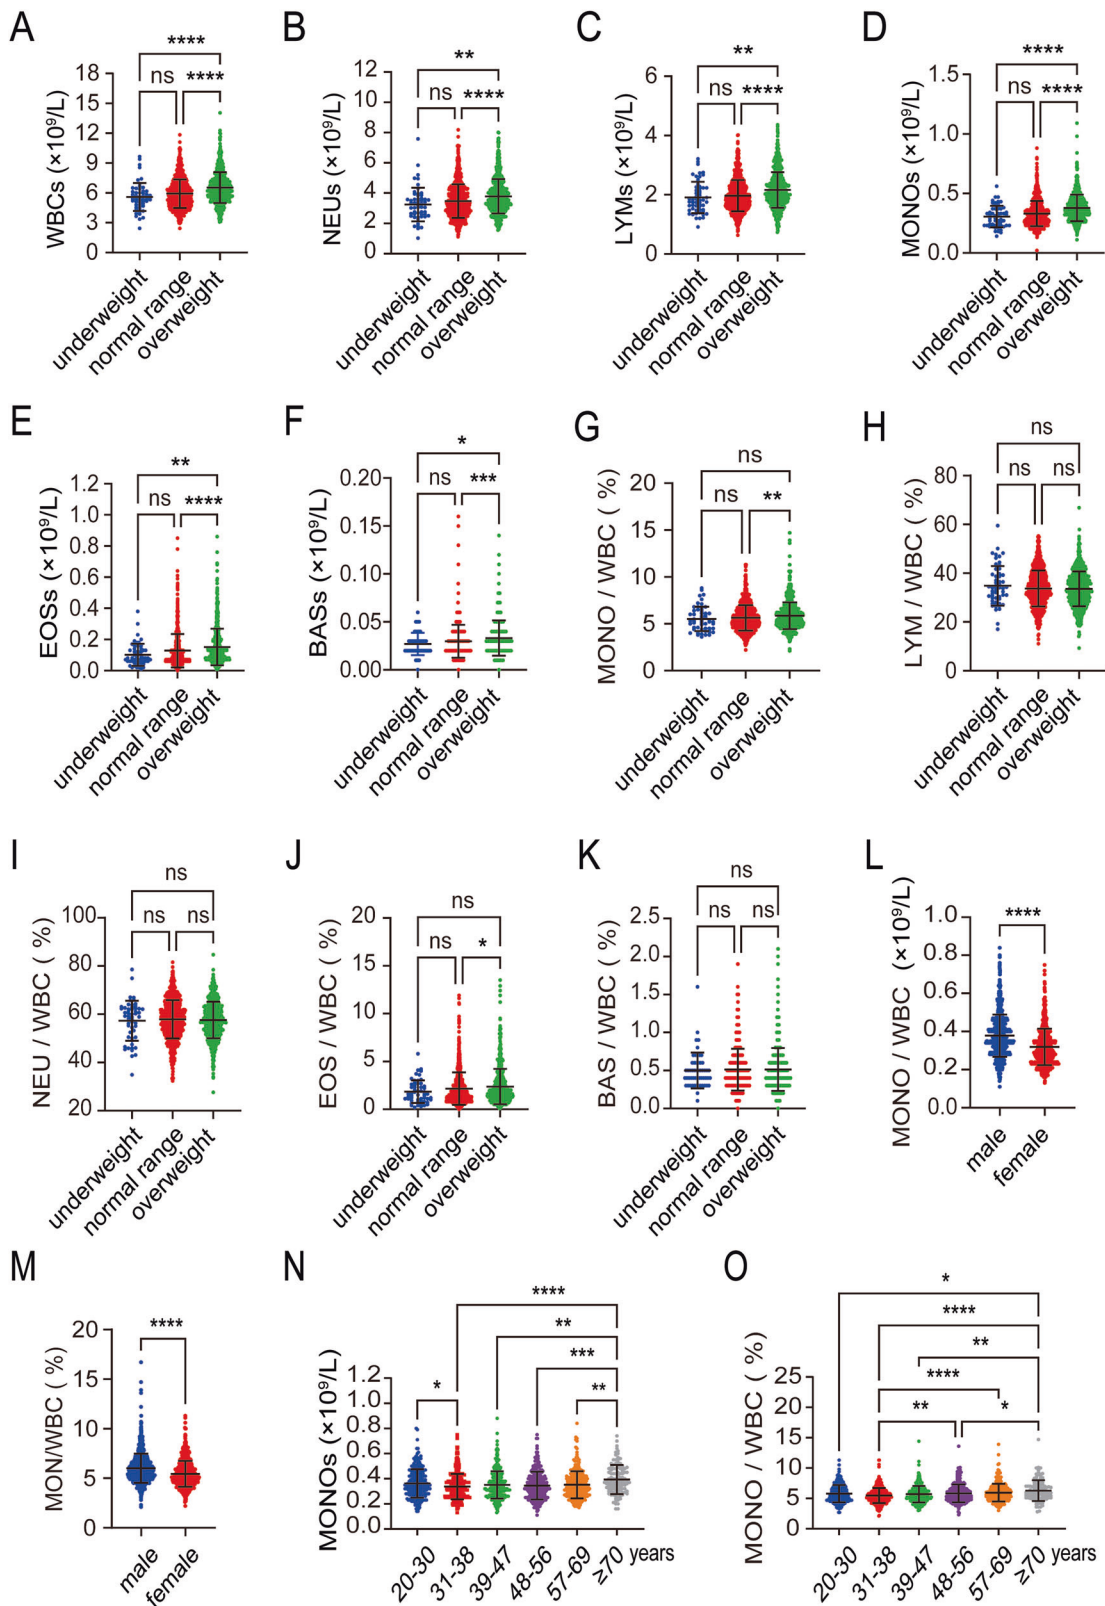 A
WBCs (×10⁹/L)
18
15
12
9
6
3
0
****
ns
****
underweight
normal range
overweight
B
NEUs (×10⁹/L)
12
10
8
6
4
2
0
**
ns
****
underweight
normal range
overweight
C
LYMs (×10⁹/L)
6
4
2
0
**
ns
****
underweight
normal range
overweight
D
MONOs (×10⁹/L)
1.5
1.0
0.5
0.0
****
ns
****
underweight
normal range
overweight
E
EOSs (×10⁹/L)
1.2
1.0
0.8
0.6
0.4
0.2
0.0
**
ns
****
underweight
normal range
overweight
F
BASs (×10⁹/L)
0.20
0.15
0.10
0.05
0.00
*
ns
***
underweight
normal range
overweight
G
MONO / WBC ( %)
20
15
10
5
0
ns
ns
**
underweight
normal range
overweight
H
LYM / WBC ( %)
80
60
40
20
0
ns
ns
ns
underweight
normal range
overweight
I
NEU / WBC ( %)
100
80
60
40
20
ns
ns
ns
underweight
normal range
overweight
J
EOS / WBC ( %)
20
15
10
5
0
ns
ns
*
underweight
normal range
overweight
K
BAS / WBC ( %)
2.5
2.0
1.5
1.0
0.5
0.0
ns
ns
ns
underweight
normal range
overweight
L
MONO / WBC (×10⁹/L)
1.0
0.8
0.6
0.4
0.2
0.0
****
male
female
M
MON/WBC ( %)
20
15
10
5
0
****
male
female
N
MONOs (×10⁹/L)
1.2
1.0
0.8
0.6
0.4
0.2
0.0
****
**
***
*
**
20-30
31-38
39-47
48-56
57-69
≥70
years
O
MONO / WBC ( %)
25
20
15
10
5
0
*
****
**
****
**
*
20-30
31-38
39-47
48-56
57-69
≥70
years